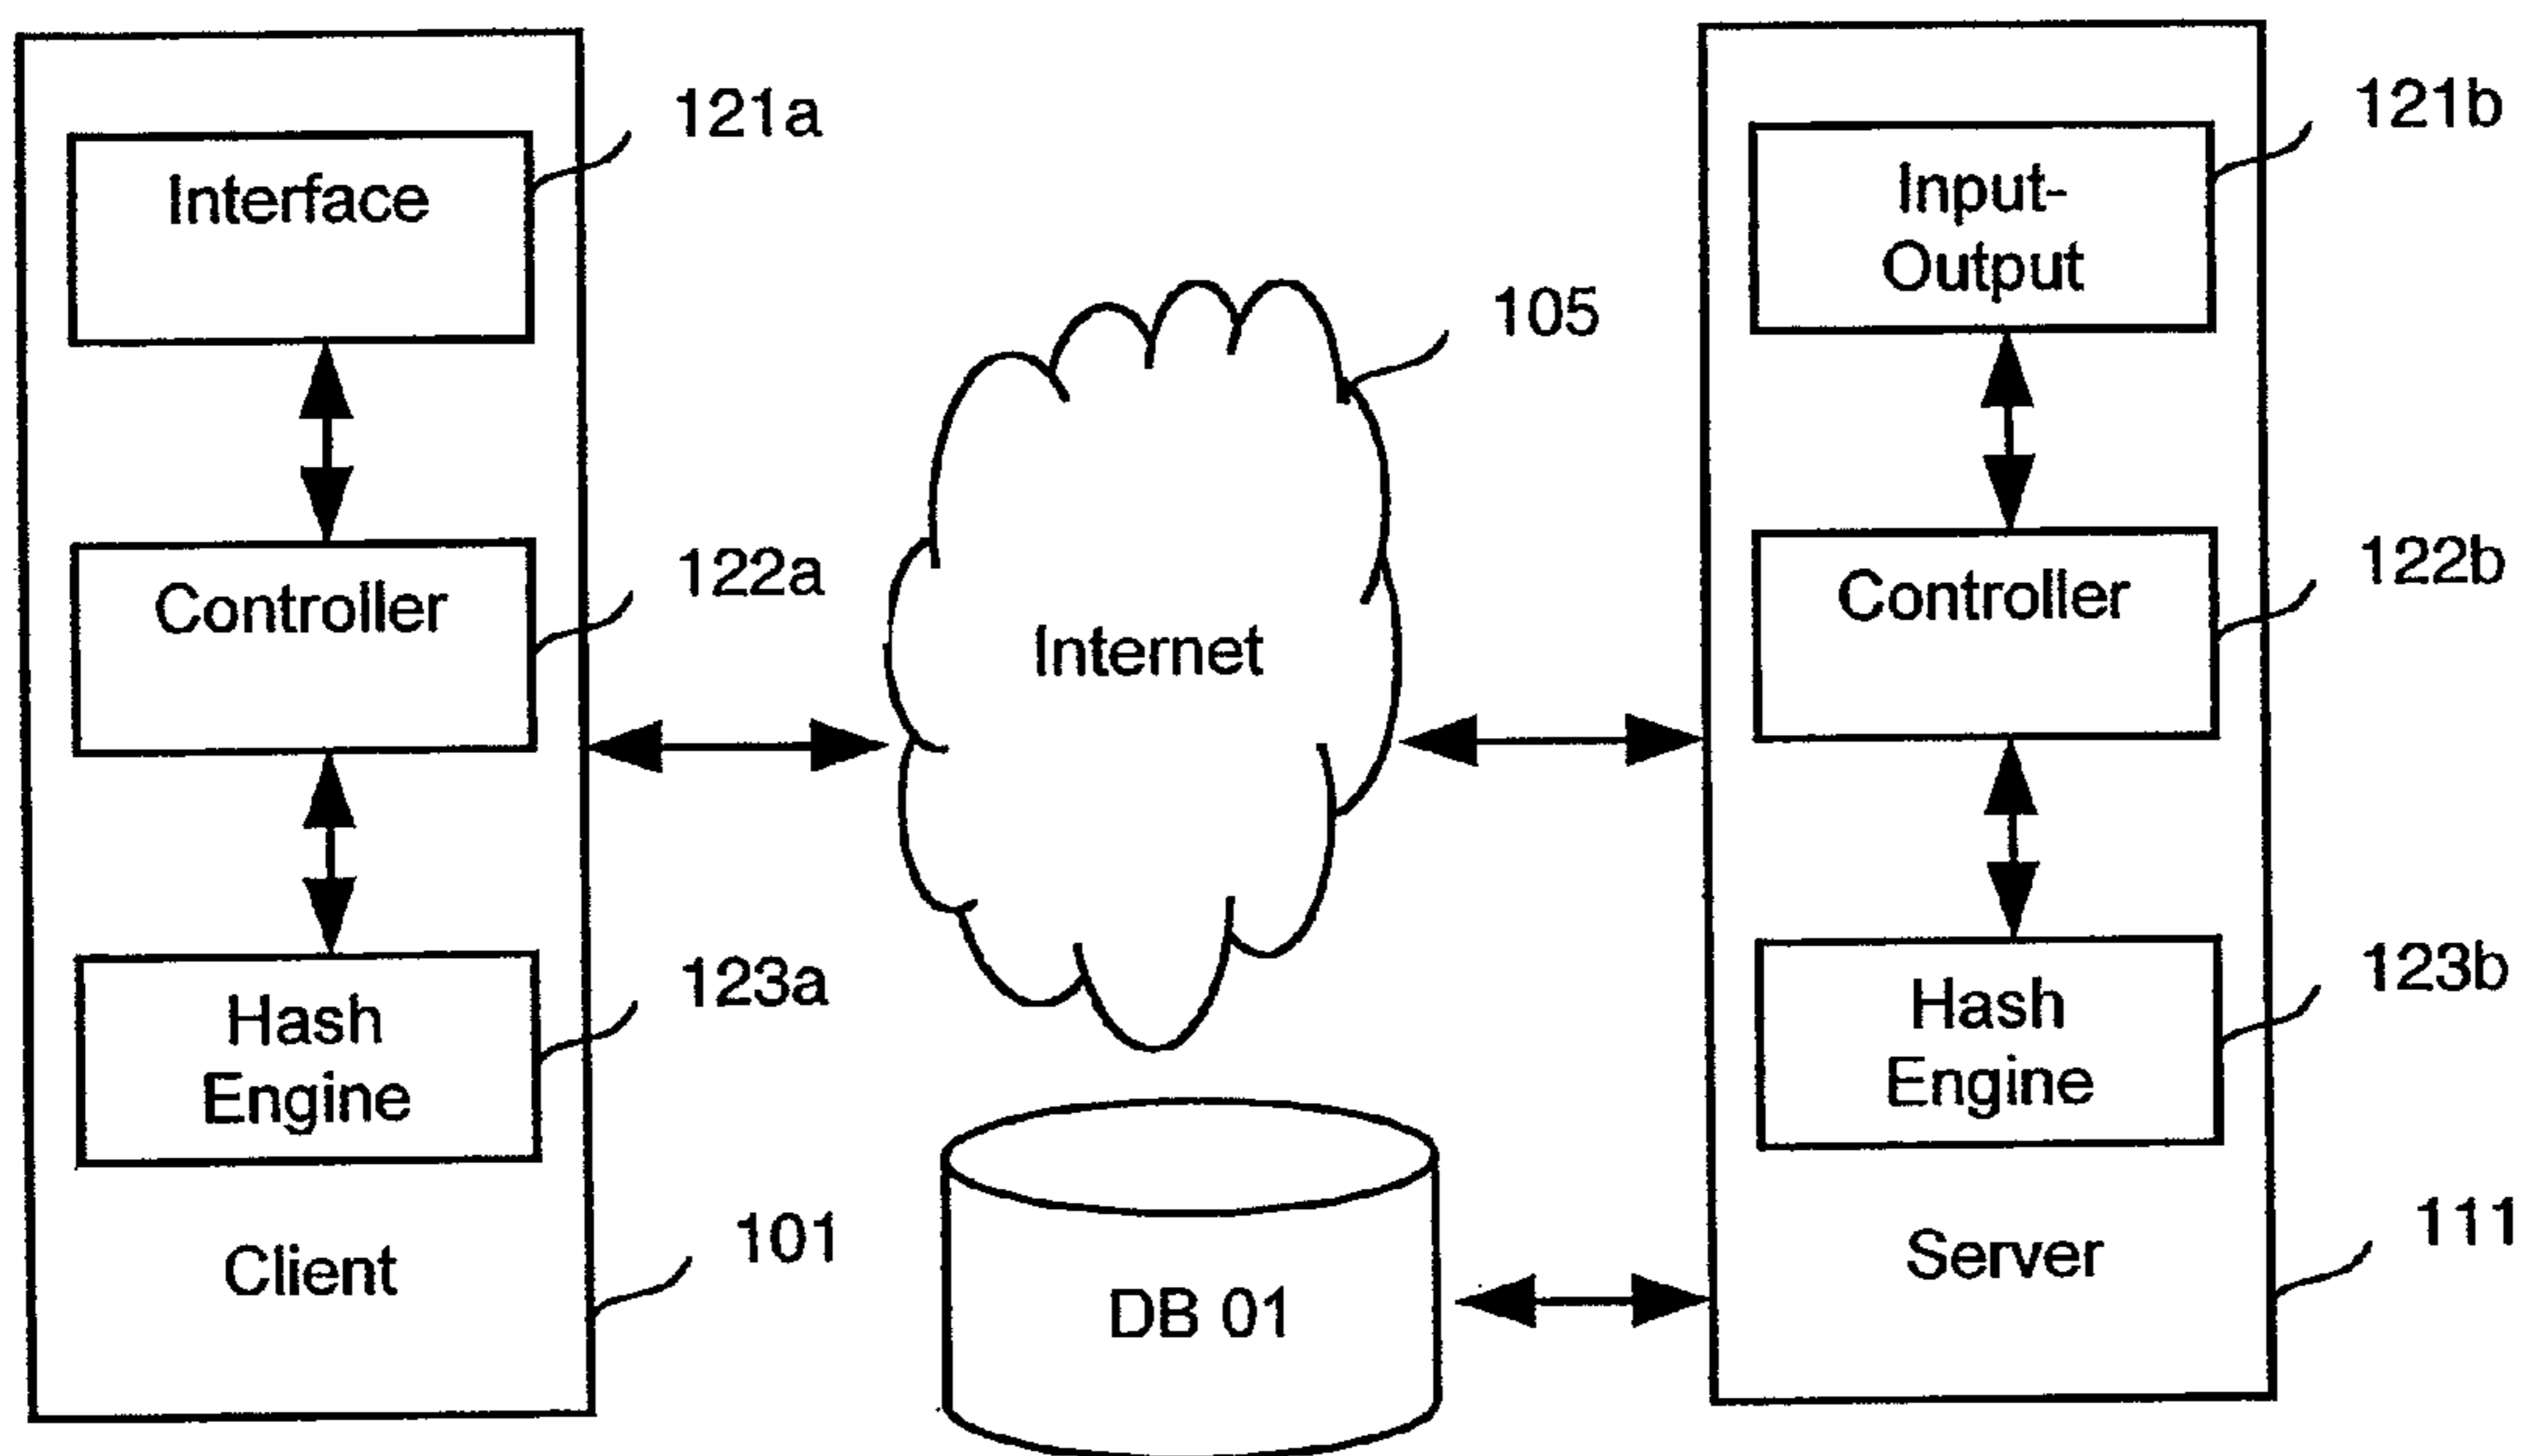 121a
Interface
122a
Controller
123a
Hash
Engine
101
Client
105
Internet
DB 01
121b
Input-
Output
122b
Controller
123b
Hash
Engine
111
Server